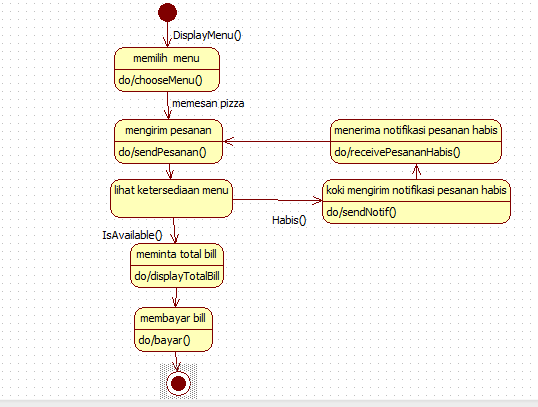 DisplayMenu()
memilih menu
do/chooseMenu()
memesan pizza
mengirim pesanan
do/sendPesanan()
menerima notifikasi pesanan habis
do/receivePesananHabis()
lihat ketersediaan menu
koki mengirim notifikasi pesanan habis
do/sendNotif()
Habis()
IsAvailable()
meminta total bill
do/displayTotalBill
membayar bill
do/bayar()